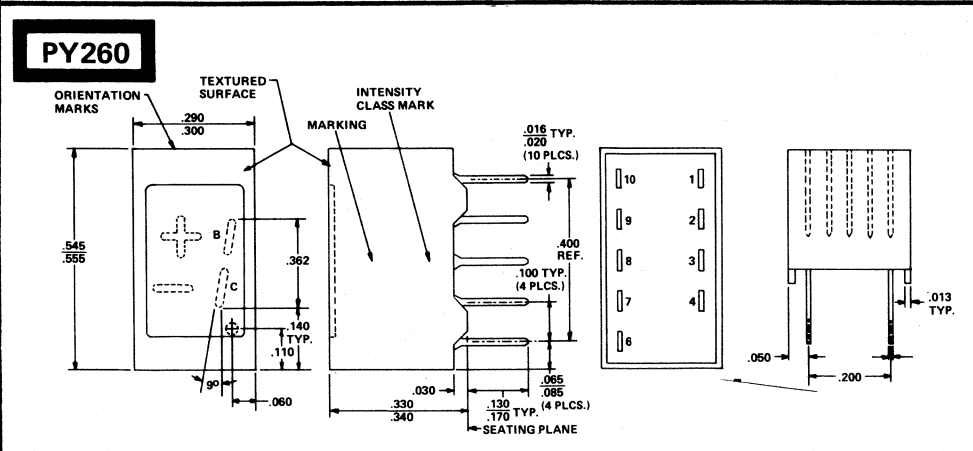 PY260
ORIENTATION
MARKS
TEXTURED
SURFACE
.290
.300
MARKING
INTENSITY
CLASS MARK
.016
.020
TYP.
(10 PLCS.)
.545
.555
B
C
.362
.140
TYP.
.110
9°
.060
.400
REF.
.100 TYP.
(4 PLCS.)
.030
.065
.085
(4 PLCS.)
.330
.340
.130
.170
TYP.
SEATING PLANE
10
1
9
2
8
3
7
4
6
.013
TYP.
.050
.200